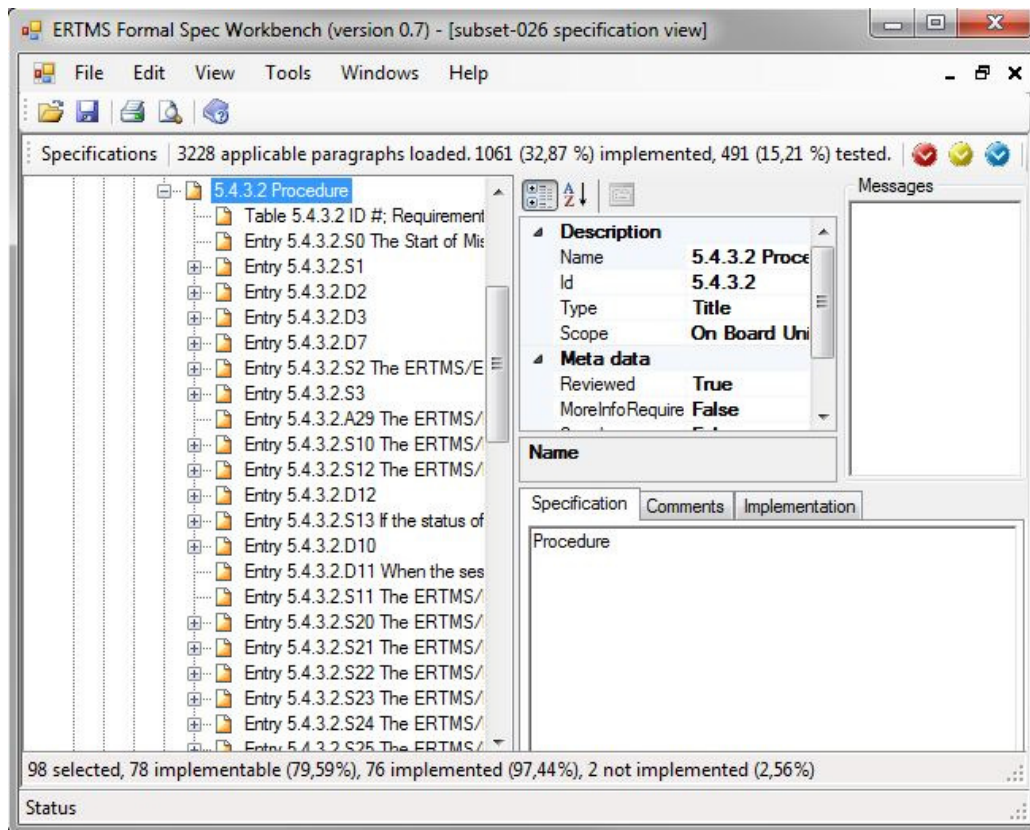 ERTMS Formal Spec Workbench (version 0.7) - [subset-026 specification view]
File Edit View Tools Windows Help
Specifications 3228 applicable paragraphs loaded. 1061 (32,87 %) implemented, 491 (15,21 %) tested.
5.4.3.2 Procedure
Table 5.4.3.2 ID #; Requirement
Entry 5.4.3.2.S0 The Start of Mis
Entry 5.4.3.2.S1
Entry 5.4.3.2.D2
Entry 5.4.3.2.D3
Entry 5.4.3.2.D7
Entry 5.4.3.2.S2 The ERTMS/E
Entry 5.4.3.2.S3
Entry 5.4.3.2.A29 The ERTMS/
Entry 5.4.3.2.S10 The ERTMS/
Entry 5.4.3.2.S12 The ERTMS/
Entry 5.4.3.2.D12
Entry 5.4.3.2.S13 If the status of
Entry 5.4.3.2.D10
Entry 5.4.3.2.D11 When the ses
Entry 5.4.3.2.S11 The ERTMS/
Entry 5.4.3.2.S20 The ERTMS/
Entry 5.4.3.2.S21 The ERTMS/
Entry 5.4.3.2.S22 The ERTMS/
Entry 5.4.3.2.S23 The ERTMS/
Entry 5.4.3.2.S24 The ERTMS/
Entry 5.4.3.2.S25 The ERTMS/
Description
Name 5.4.3.2 Proce
Id 5.4.3.2
Type Title
Scope On Board Uni
Meta data
Reviewed True
MoreInfoRequire False
Name
Messages
Specification Comments Implementation
Procedure
98 selected, 78 implementable (79,59%), 76 implemented (97,44%), 2 not implemented (2,56%)
Status